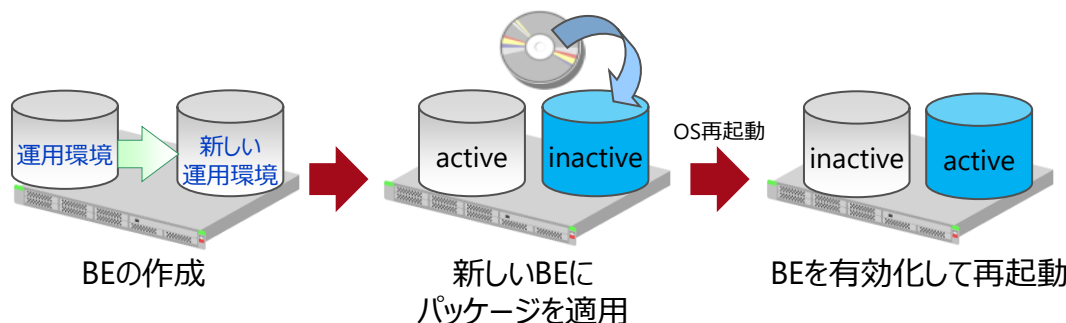 運用環境
新しい
運用環境
BEの作成
active
inactive
新しいBEに
パッケージを適用
OS再起動
inactive
active
BEを有効化して再起動